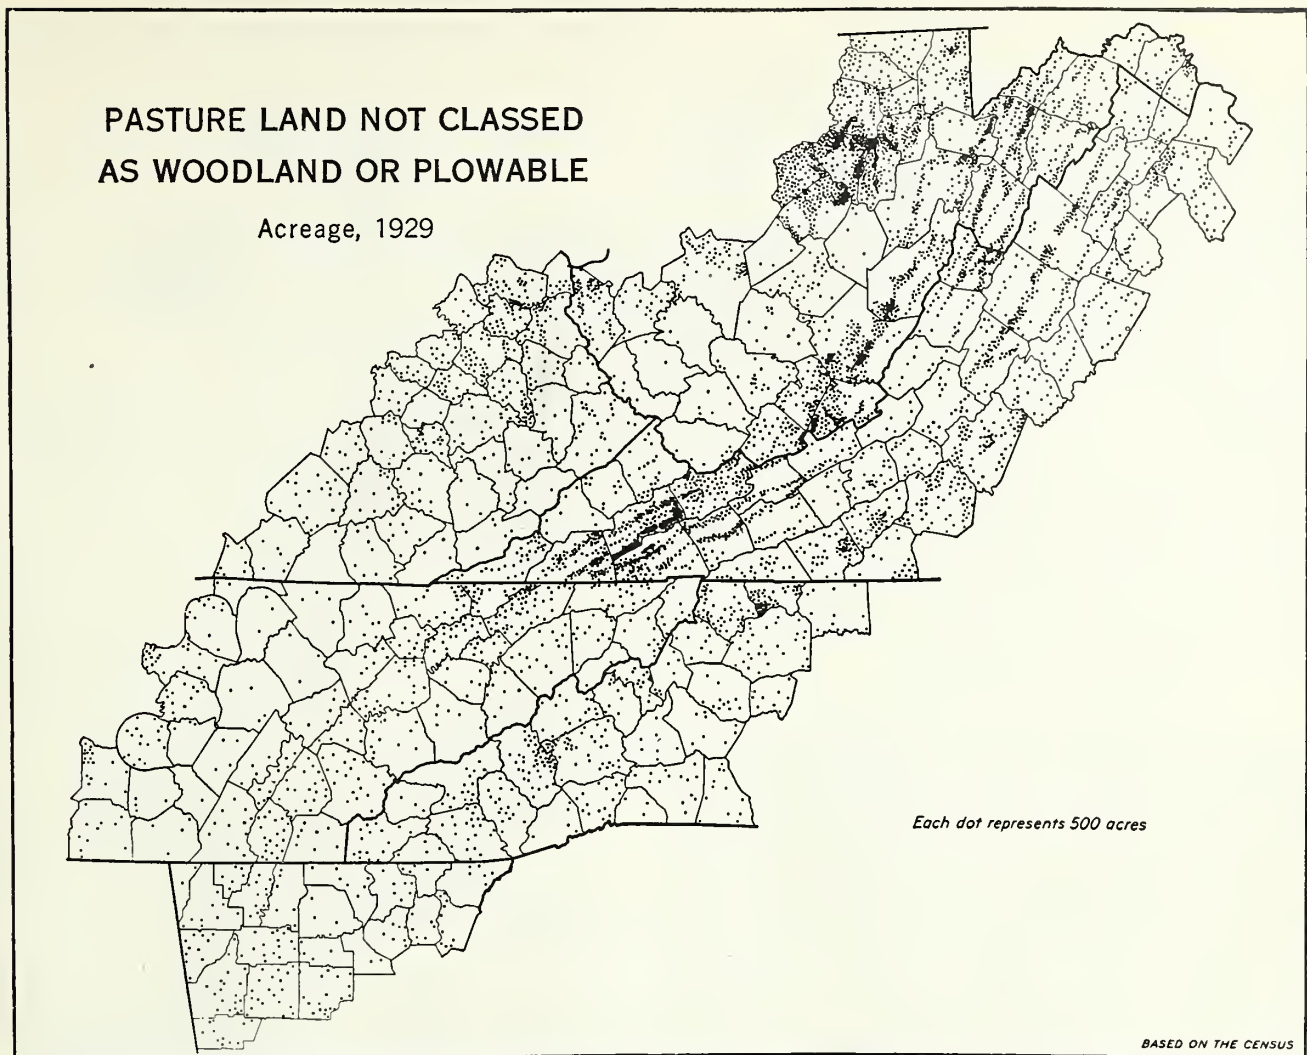 PASTURE LAND NOT CLASSED
AS WOODLAND OR PLOWABLE
Acreage, 1929
Each dot represents 500 acres
BASED ON THE CENSUS